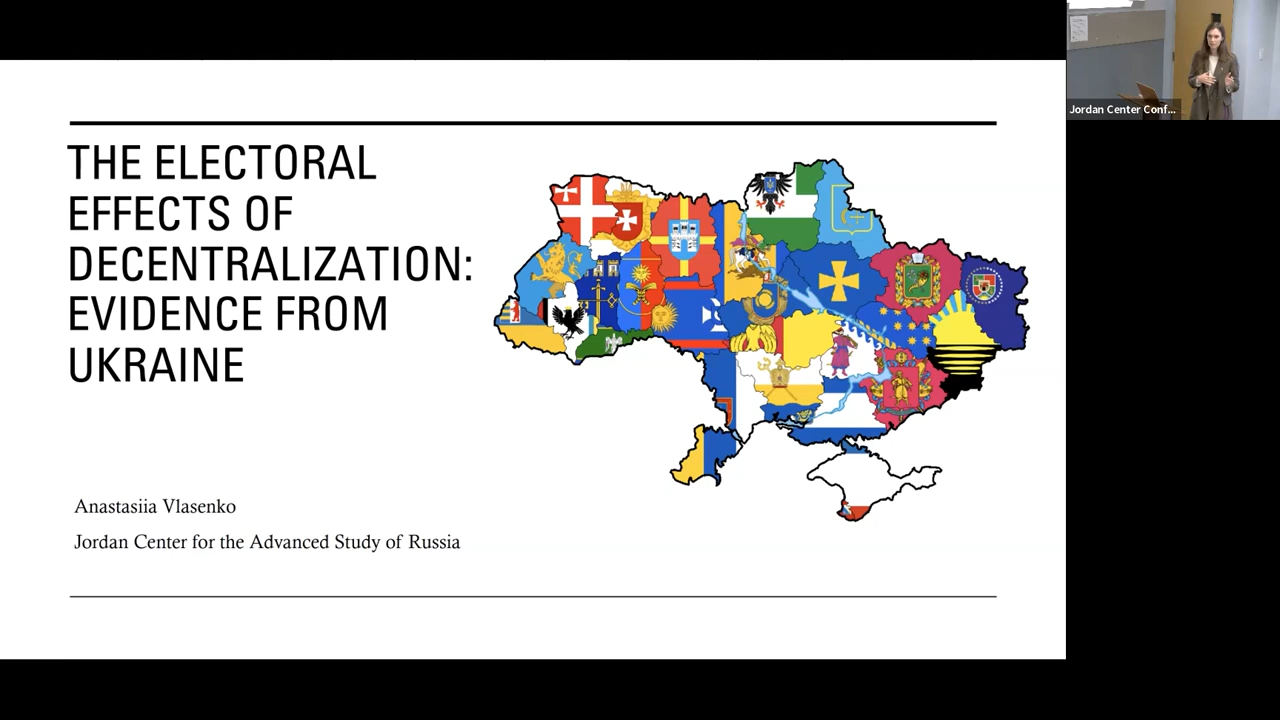 THE ELECTORAL
EFFECTS OF
DECENTRALIZATION:
EVIDENCE FROM
UKRAINE
Anastasiia Vlasenko
Jordan Center for the Advanced Study of Russia
Jordan Center Conf...